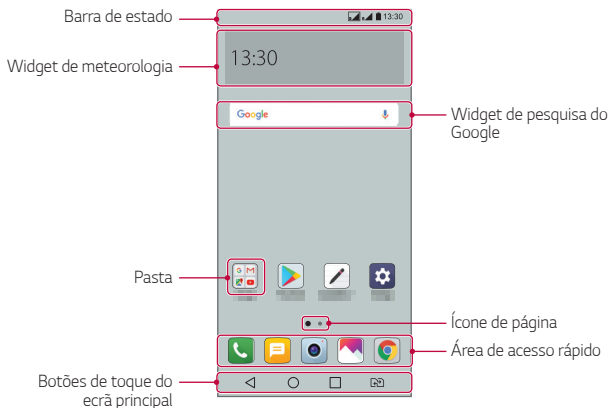 Barra de estado
13:30
Widget de meteorologia
13:30
Google
Widget de pesquisa do
Google
Pasta
Ícone de página
Área de acesso rápido
Botões de toque do
ecrã principal